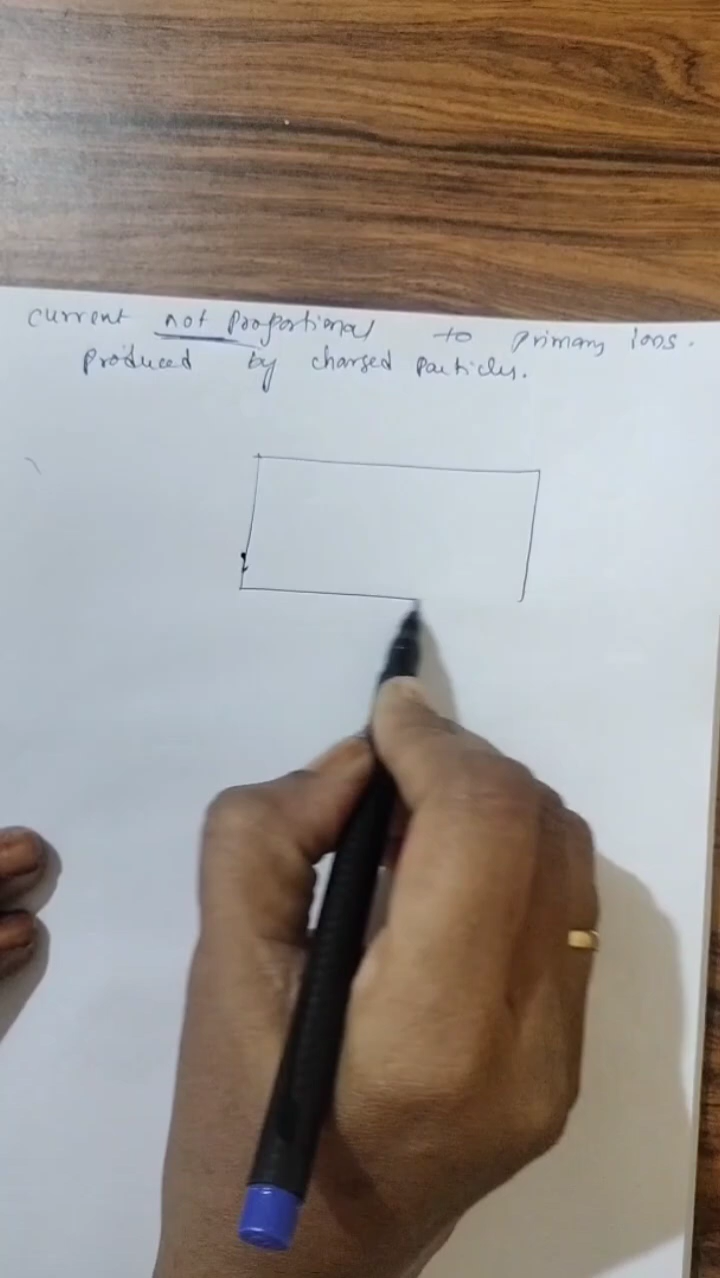 current not proportional to primary ions.
produced by charged particles.